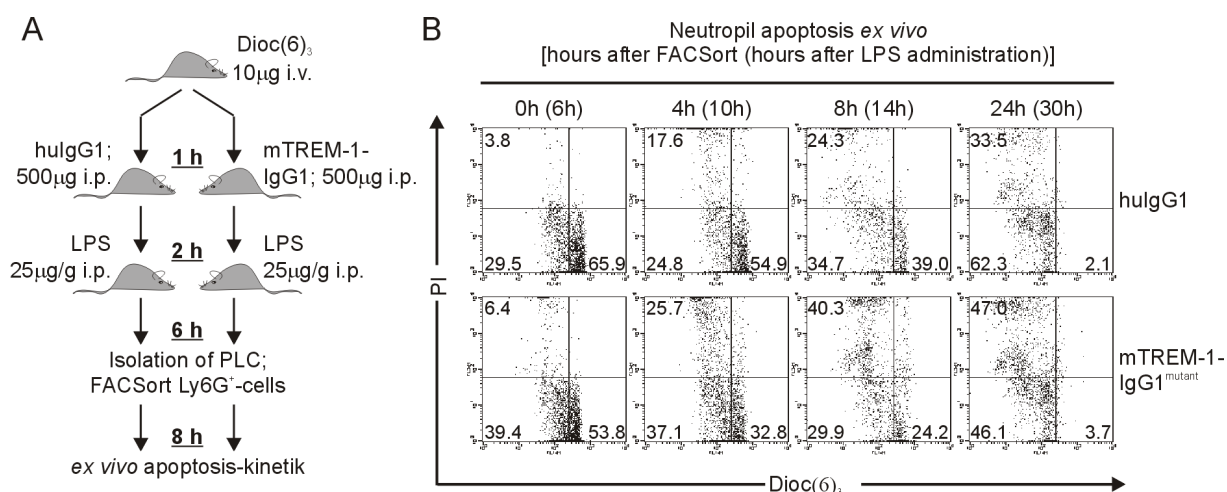 A
Dioc(6)₃
10µg i.v.
huIgG1;
500µg i.p.
1 h
mTREM-1-
IgG1; 500µg i.p.
LPS
25µg/g i.p.
2 h
LPS
25µg/g i.p.
6 h
Isolation of PLC;
FACSort Ly6G⁺-cells
8 h
ex vivo apoptosis-kinetik
B
Neutropil apoptosis ex vivo
[hours after FACSort (hours after LPS administration)]
0h (6h) 4h (10h) 8h (14h) 24h (30h)
3.8 17.6 24.3 33.5
huIgG1
29.5 65.9 24.8 54.9 34.7 39.0 62.3 2.1
PI
6.4 25.7 40.3 47.0
mTREM-1-
IgG1ᵐᵘᵗᵃⁿᵗ
39.4 53.8 37.1 32.8 29.9 24.2 46.1 3.7
Dioc(6)₃